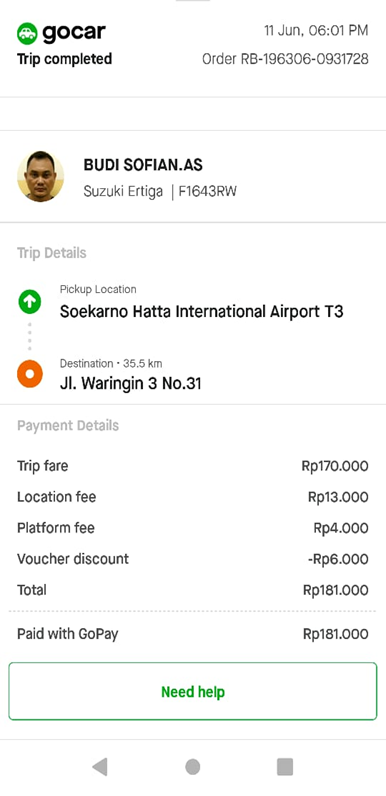 gocar
11 Jun, 06:01 PM
Trip completed
Order RB-196306-0931728
BUDI SOFIAN.AS
Suzuki Ertiga | F1643RW
Trip Details
Pickup Location
Soekarno Hatta International Airport T3
Destination • 35.5 km
Jl. Waringin 3 No.31
Payment Details
Trip fare Rp170.000
Location fee Rp13.000
Platform fee Rp4.000
Voucher discount -Rp6.000
Total Rp181.000
Paid with GoPay Rp181.000
Need help